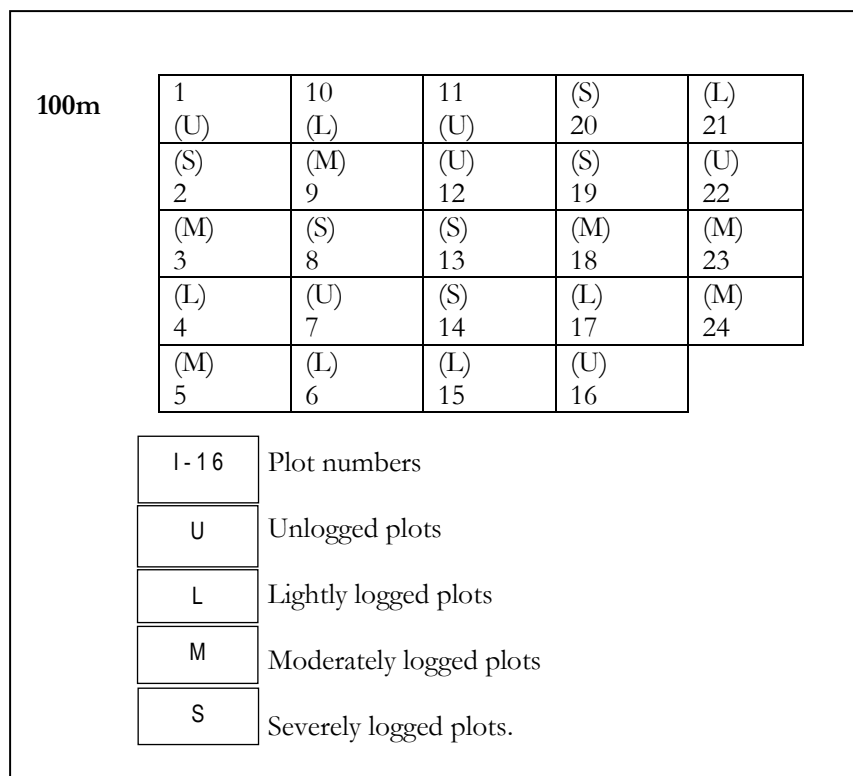 100m
1 10 11 (S) (L)
(U) (L) (U) 20 21
(S) (M) (U) (S) (U)
2 9 12 19 22
(M) (S) (S) (M) (M)
3 8 13 18 23
(L) (U) (S) (L) (M)
4 7 14 17 24
(M) (L) (L) (U)
5 6 15 16
I-16 Plot numbers
U Unlogged plots
L Lightly logged plots
M Moderately logged plots
S Severely logged plots.